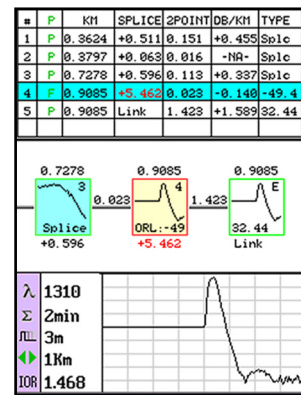 # P KM SPLICE 2POINT DB/KM TYPE
1 P 0.3624 +0.511 0.151 +0.455 Splc
2 P 0.3797 +0.063 0.016 -NA- Splc
3 P 0.7278 +0.596 0.113 +0.337 Splc
4 F 0.9085 +5.462 0.023 -0.140 -49.4
5 P 0.9085 Link 1.423 +1.589 32.44
0.7278 0.9085 0.9085
3 4 E
0.023 1.423
Splice ORL:-49 32.44
+0.596 +5.462 Link
λ 1310
Σ 2min
3m
1Km
IOR 1.468